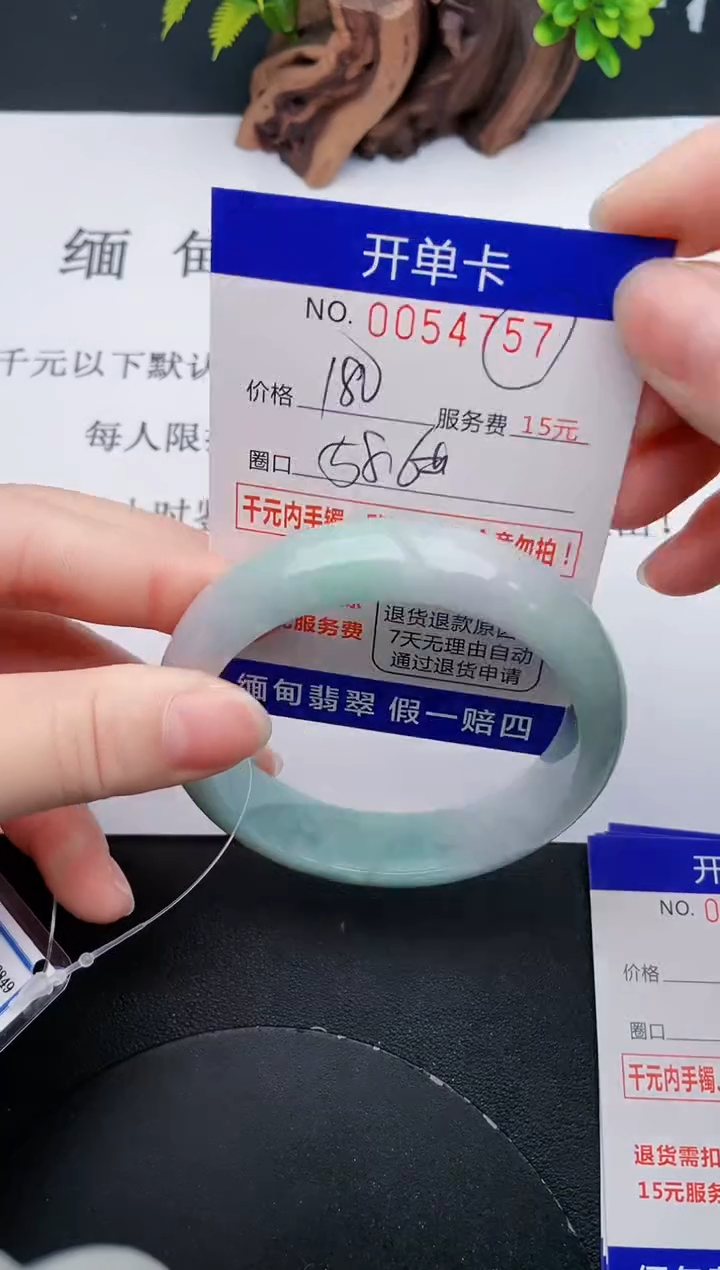 缅 甸
开单卡
NO. 0054757
千元以下默认
价格 180 服务费 15元
每人限
圈口 58.6
千元内手镯
意勿拍！
服务费
退货退款原因
7天无理由自动
通过退货申请
缅甸翡翠 假一赔四
开
NO. 0
价格
圈口
千元内手镯
退货需扣
15元服务